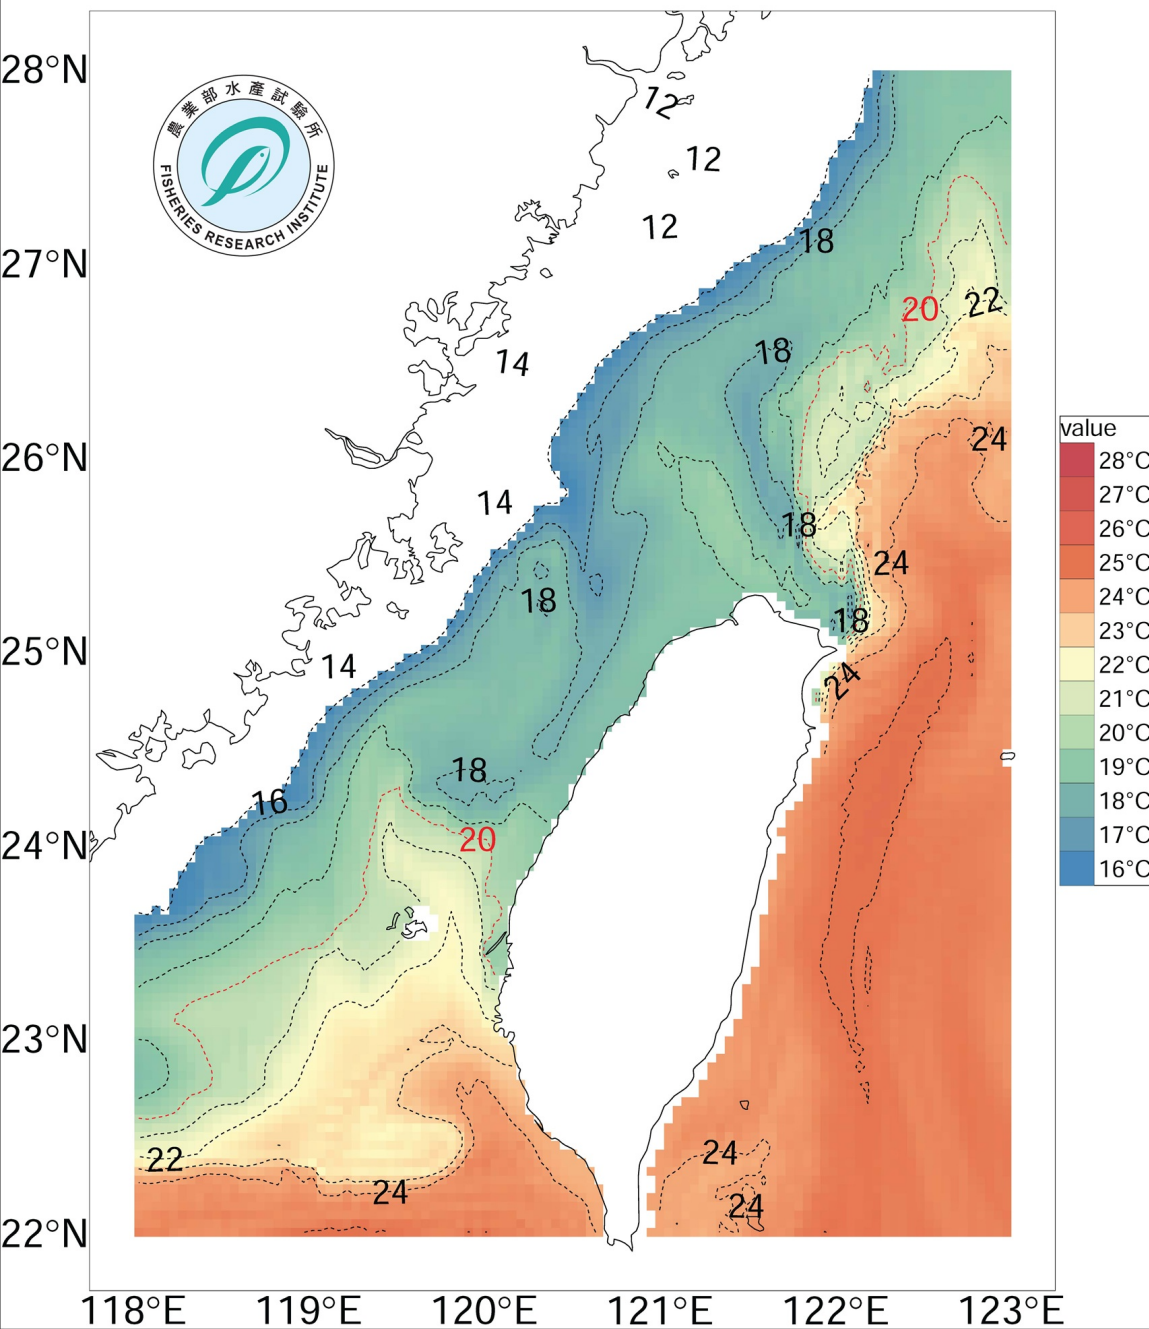 農業部水產試驗所
FISHERIES RESEARCH INSTITUTE
28°N
27°N
26°N
25°N
24°N
23°N
22°N
12
12
12
18
20
22
18
14
24
14
18
24
18
18
14
24
18
16
20
22
24
24
24
value
28°C
27°C
26°C
25°C
24°C
23°C
22°C
21°C
20°C
19°C
18°C
17°C
16°C
118°E
119°E
120°E
121°E
122°E
123°E